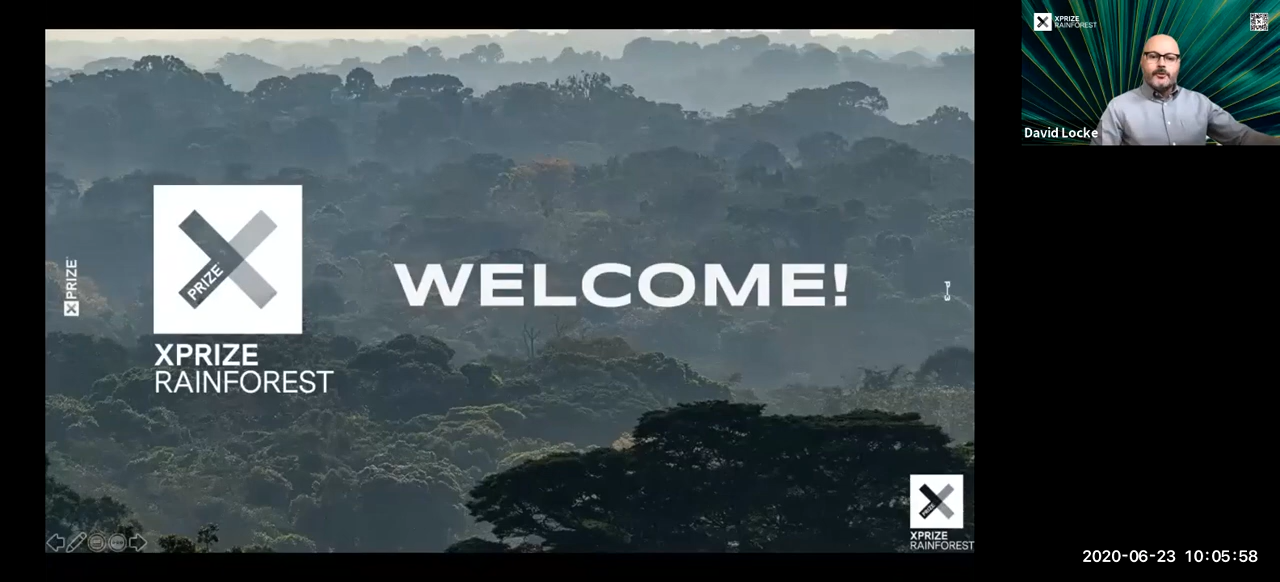 XPRIZE
PRIZE
XPRIZE
RAINFOREST
WELCOME!
PRIZE
XPRIZE
RAINFOREST
XPRIZE
RAINFOREST
David Locke
2020-06-23 10:05:58